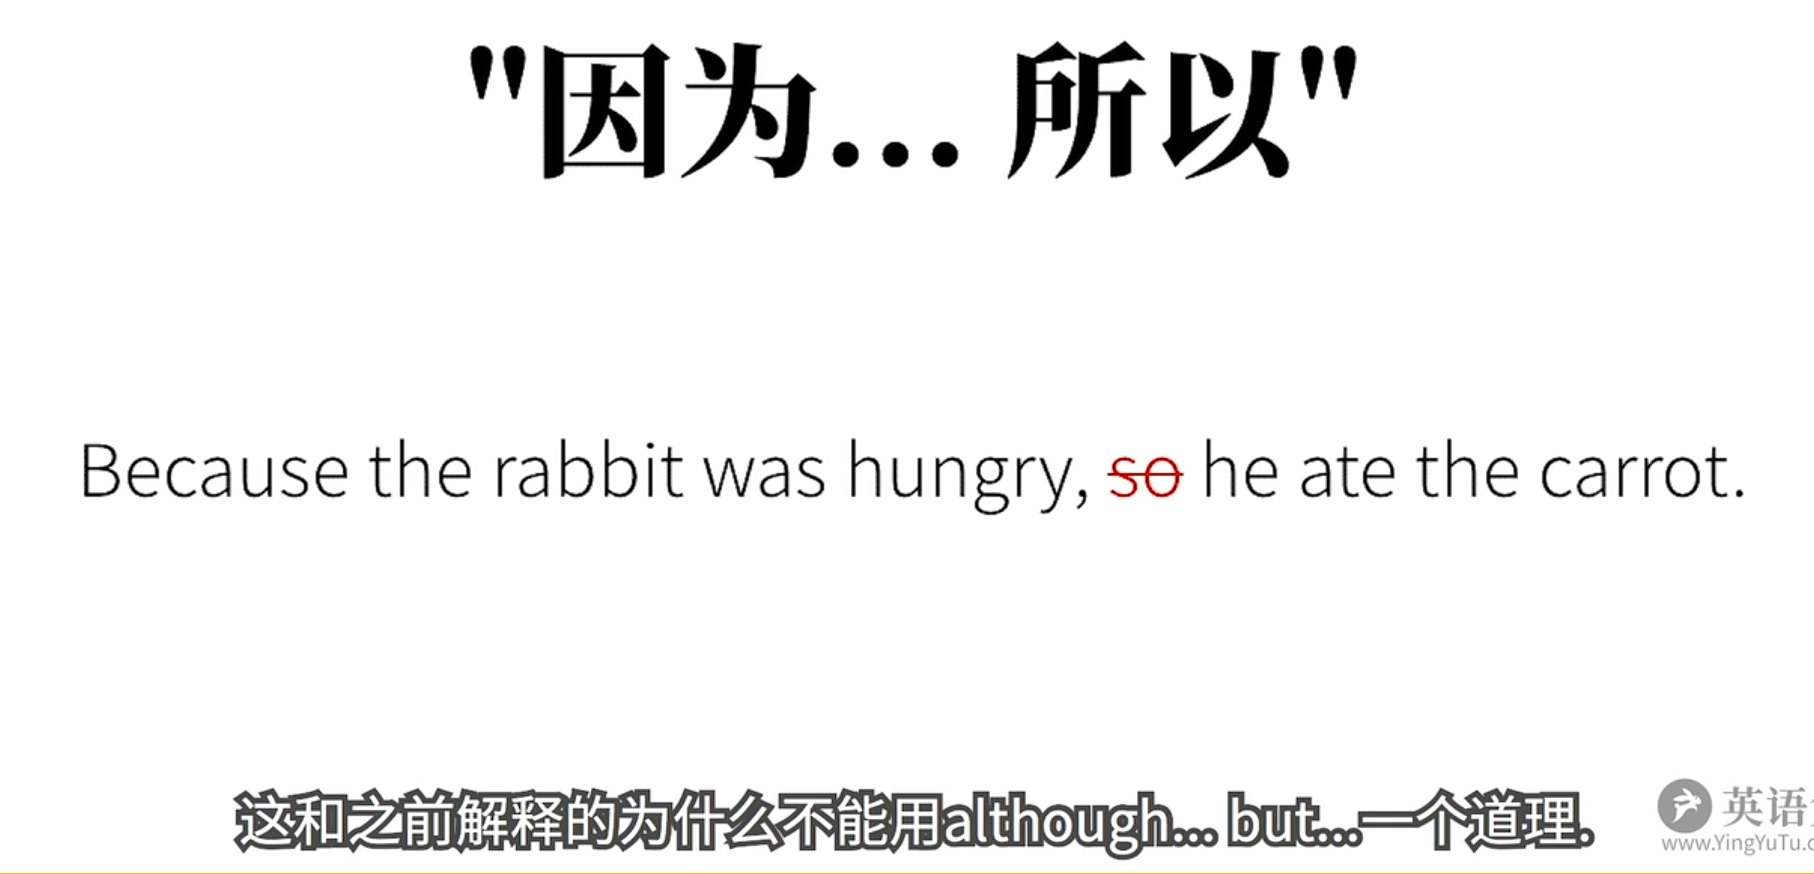 "因为... 所以"
Because the rabbit was hungry, so he ate the carrot.
这和之前解释的为什么不能用although... but...一个道理.
英语
www.YingYuTu.c